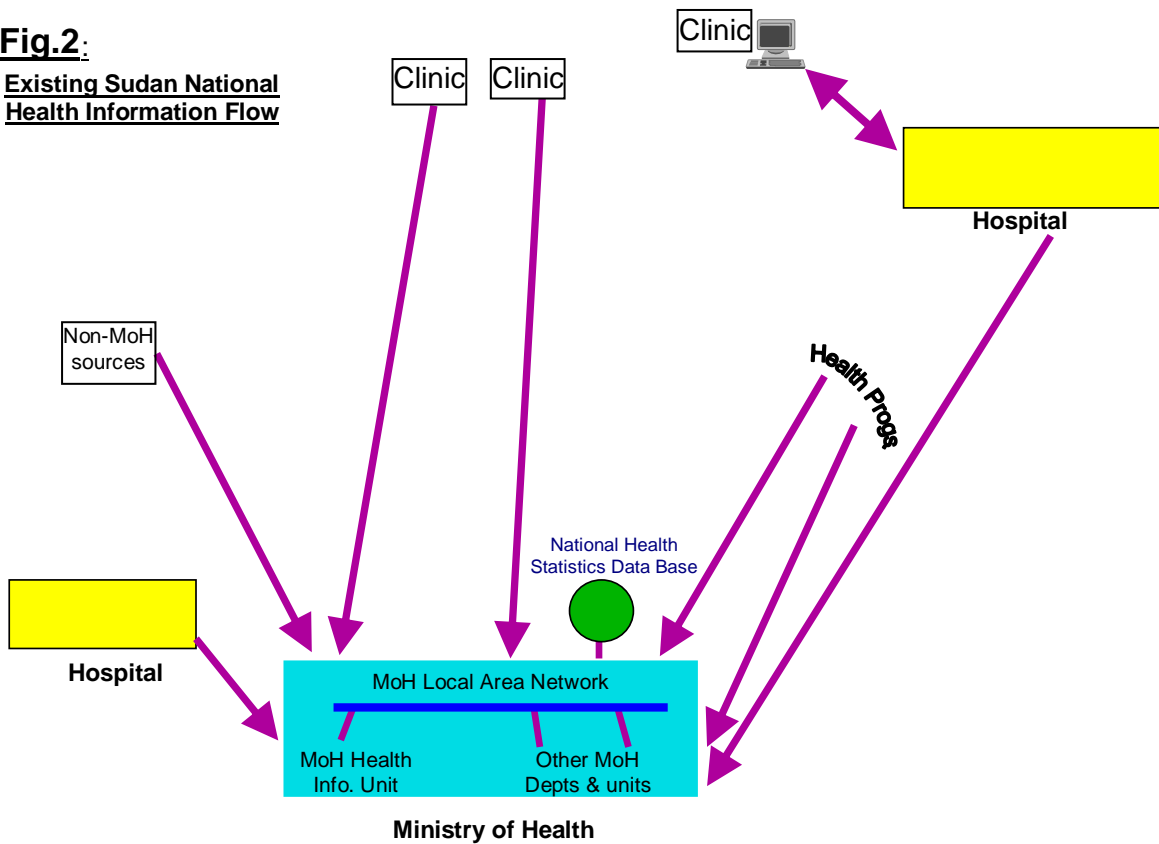 Fig.2:
Existing Sudan National
Health Information Flow
Clinic
Clinic
Clinic
Hospital
Non-MoH
sources
Health Progs.
National Health
Statistics Data Base
Hospital
MoH Local Area Network
MoH Health
Info. Unit
Other MoH
Depts & units
Ministry of Health